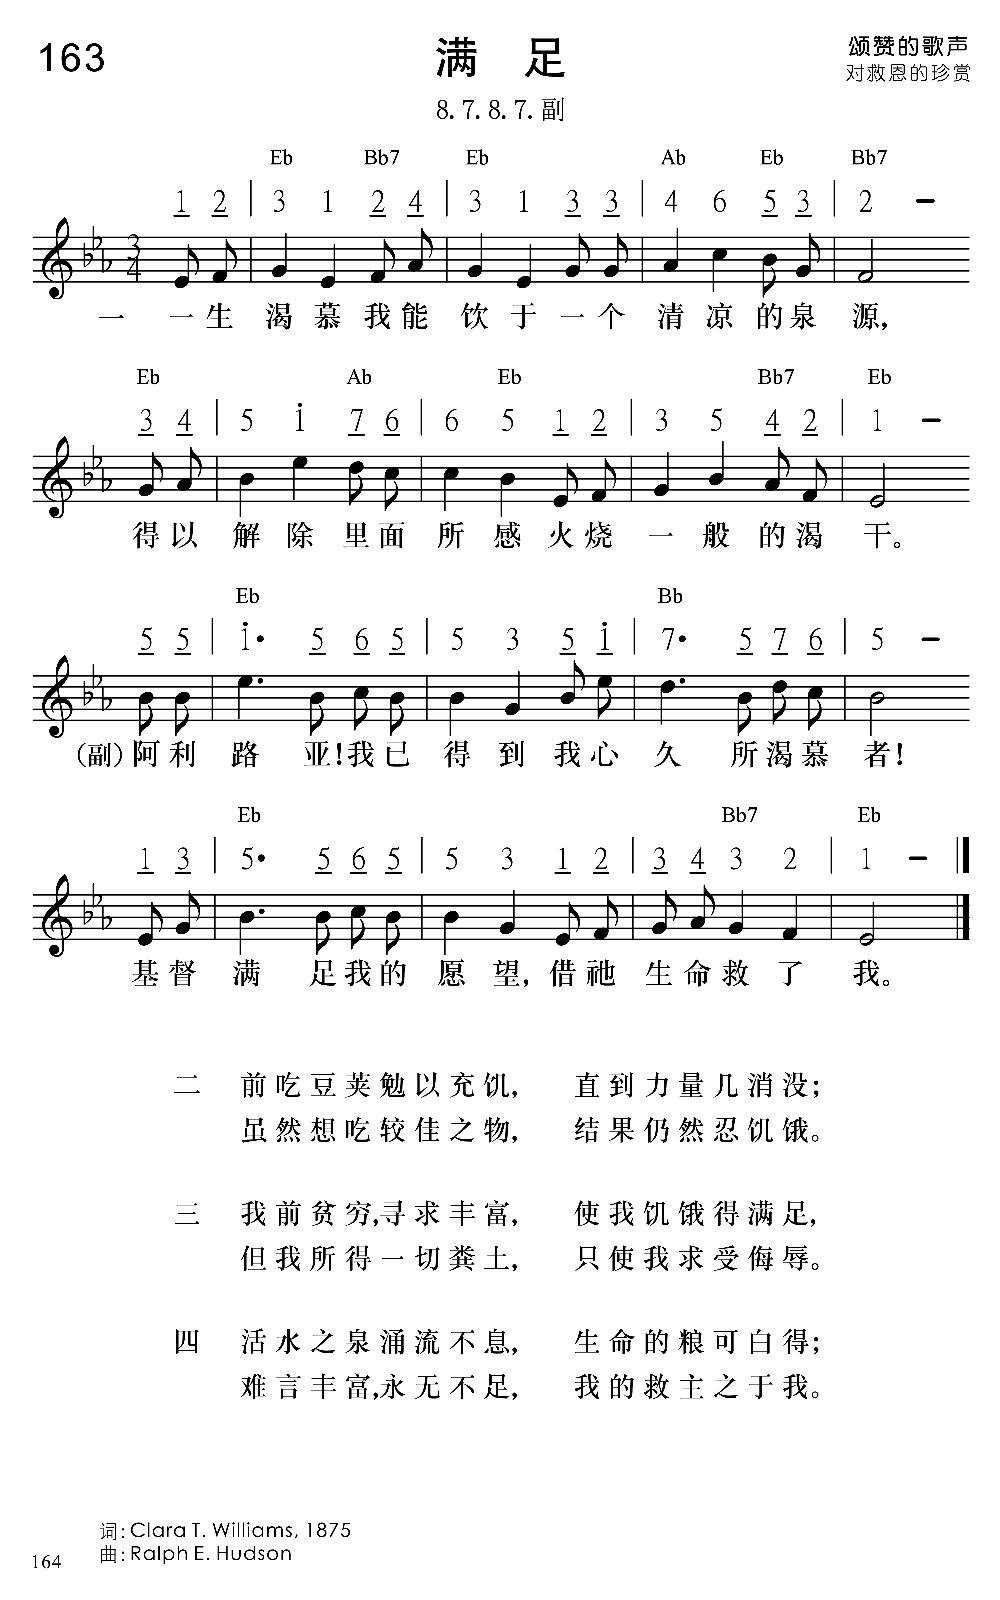 163
满 足
颂赞的歌声
对救恩的珍赏
8. 7. 8. 7. 副
Eb Bb7 Eb Ab Eb Bb7
1 2 | 3 1 2 4 | 3 1 3 3 | 4 6 5 3 | 2 –
3/4
一 一 生 渴 慕 我 能 饮 于 一 个 清 凉 的 泉 源,
Eb Ab Eb Bb7 Eb
3 4 | 5 1̇ 7 6 | 6 5 1 2 | 3 5 4 2 | 1 –
得 以 解 除 里 面 所 感 火 烧 一 般 的 渴 干。
Eb Bb
5 5 | 1̇· 5 6 5 | 5 3 5 1̇ | 7· 5 7 6 | 5 –
(副) 阿 利 路 亚! 我 已 得 到 我 心 久 所 渴 慕 者!
Eb Bb7 Eb
1 3 | 5· 5 6 5 | 5 3 1 2 | 3 4 3 2 | 1 – ‖
基 督 满 足 我 的 愿 望, 借 祂 生 命 救 了 我。
二 前吃豆荚勉以充饥, 直到力量几消没;
虽然想吃较佳之物, 结果仍然忍饥饿。
三 我前贫穷,寻求丰富, 使我饥饿得满足,
但我所得一切粪土, 只使我求受侮辱。
四 活水之泉涌流不息, 生命的粮可白得;
难言丰富,永无不足, 我的救主之于我。
词: Clara T. Williams, 1875
曲: Ralph E. Hudson
164